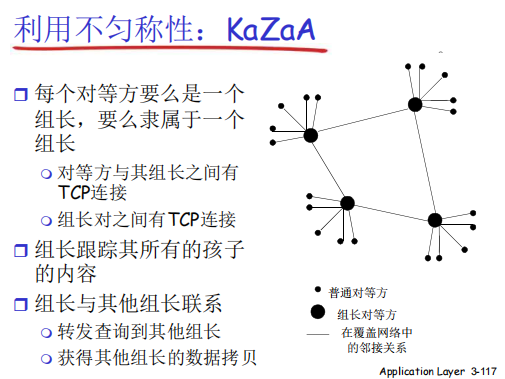 利用不匀称性：KaZaA
每个对等方要么是一个
组长，要么隶属于一个
组长
对等方与其组长之间有
TCP连接
组长对之间有TCP连接
组长跟踪其所有的孩子
的内容
组长与其他组长联系
转发查询到其他组长
获得其他组长的数据拷贝
普通对等方
组长对等方
在覆盖网络中
的邻接关系
Application Layer 3-117